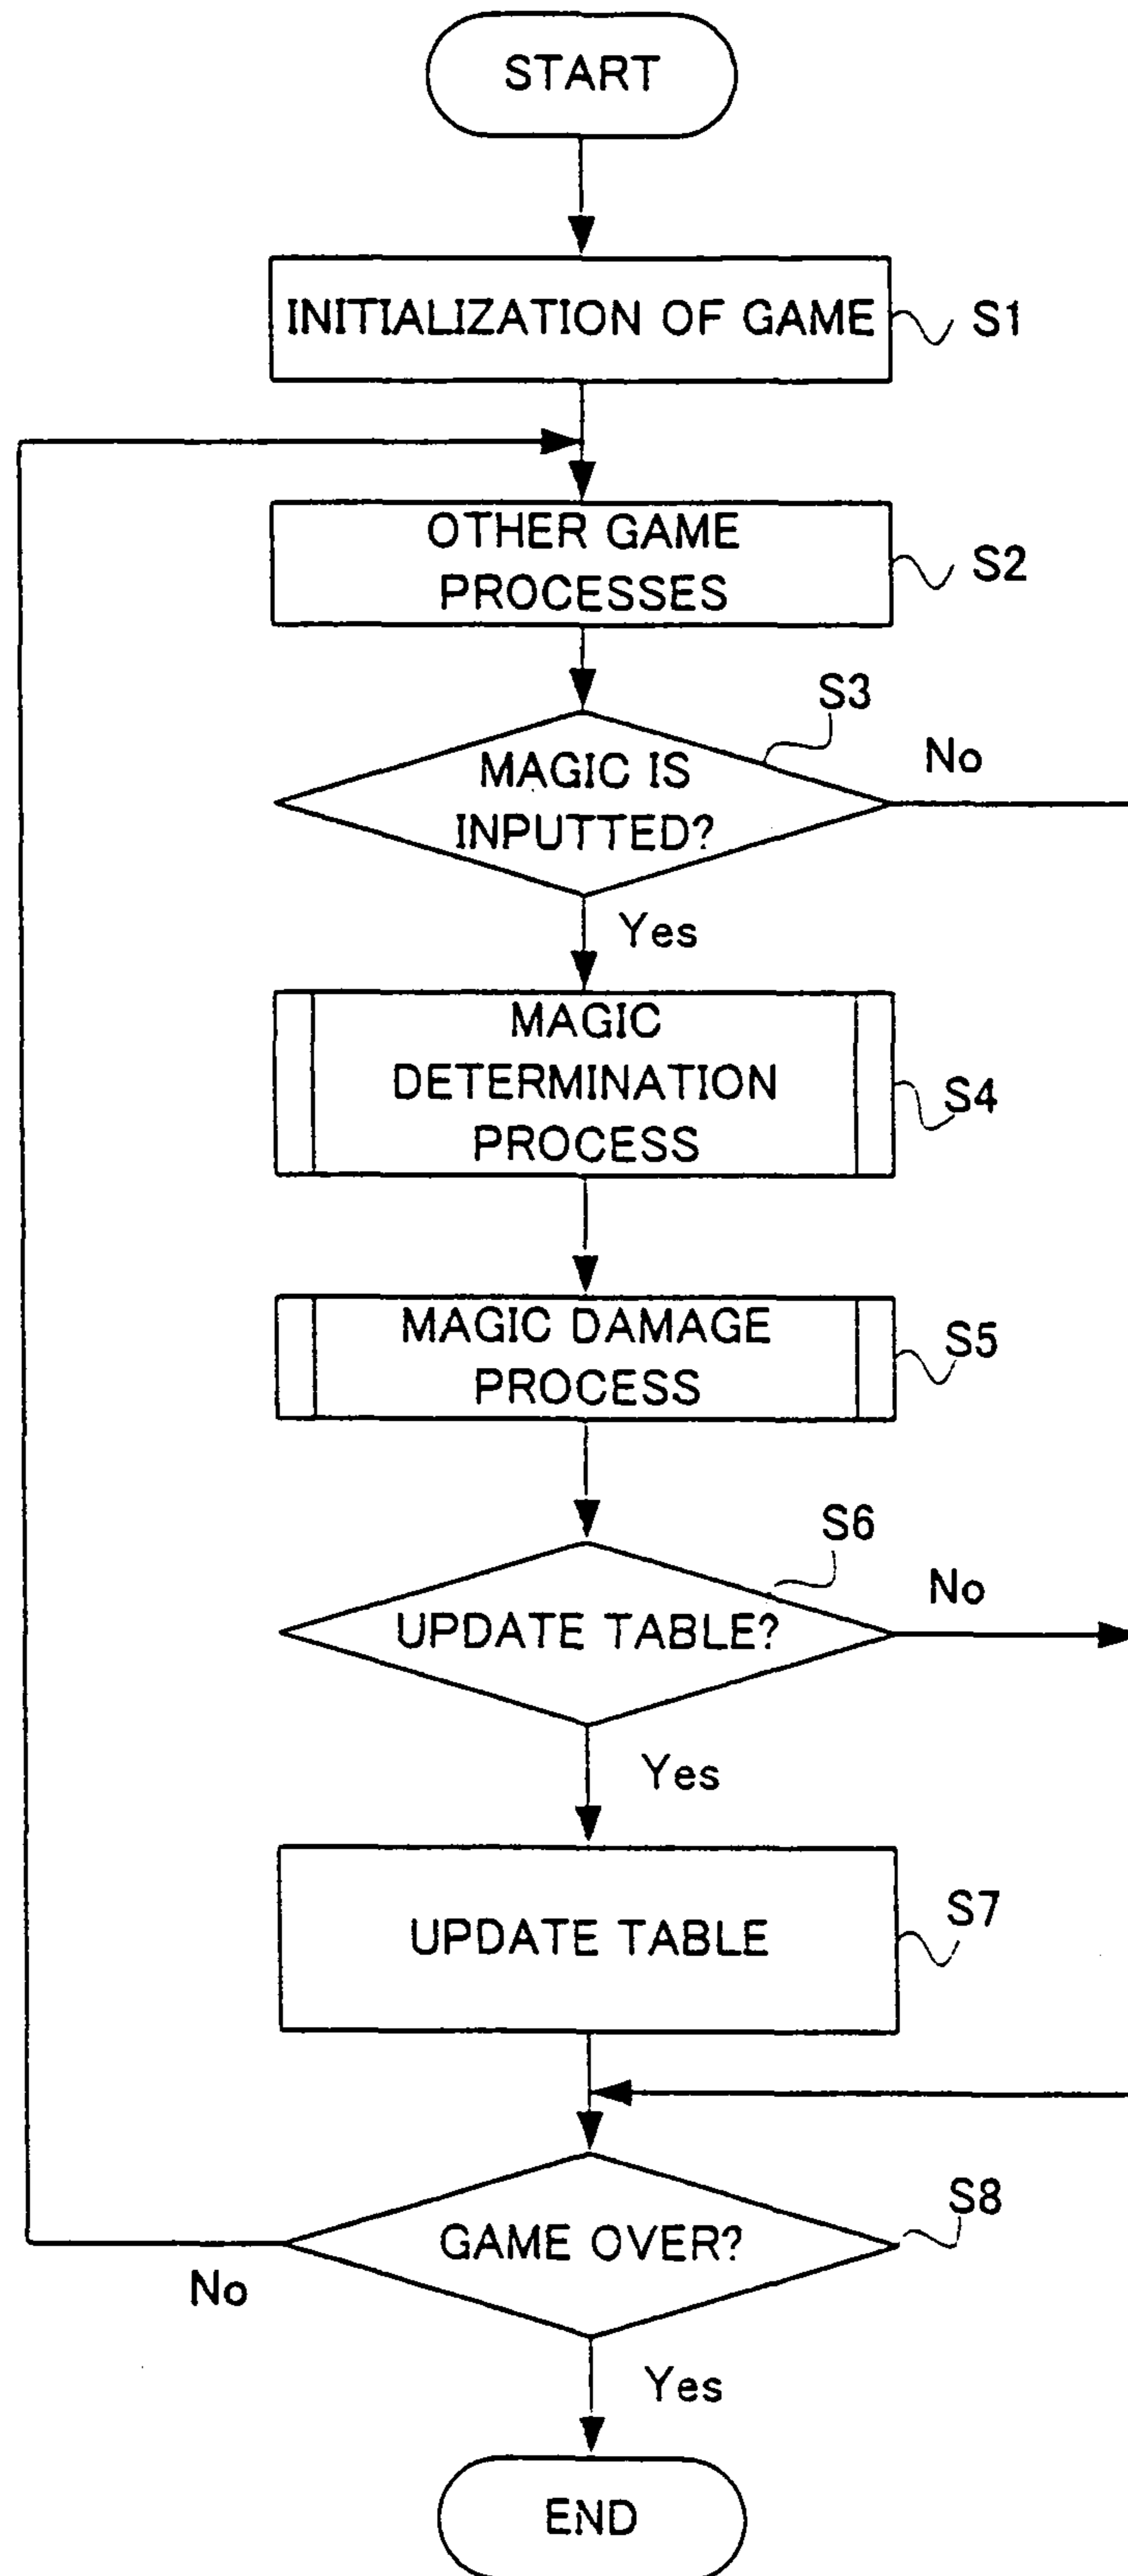 START
INITIALIZATION OF GAME
S1
OTHER GAME
PROCESSES
S2
S3
MAGIC IS
INPUTTED?
No
Yes
MAGIC
DETERMINATION
PROCESS
S4
MAGIC DAMAGE
PROCESS
S5
S6
UPDATE TABLE?
No
Yes
UPDATE TABLE
S7
S8
GAME OVER?
No
Yes
END